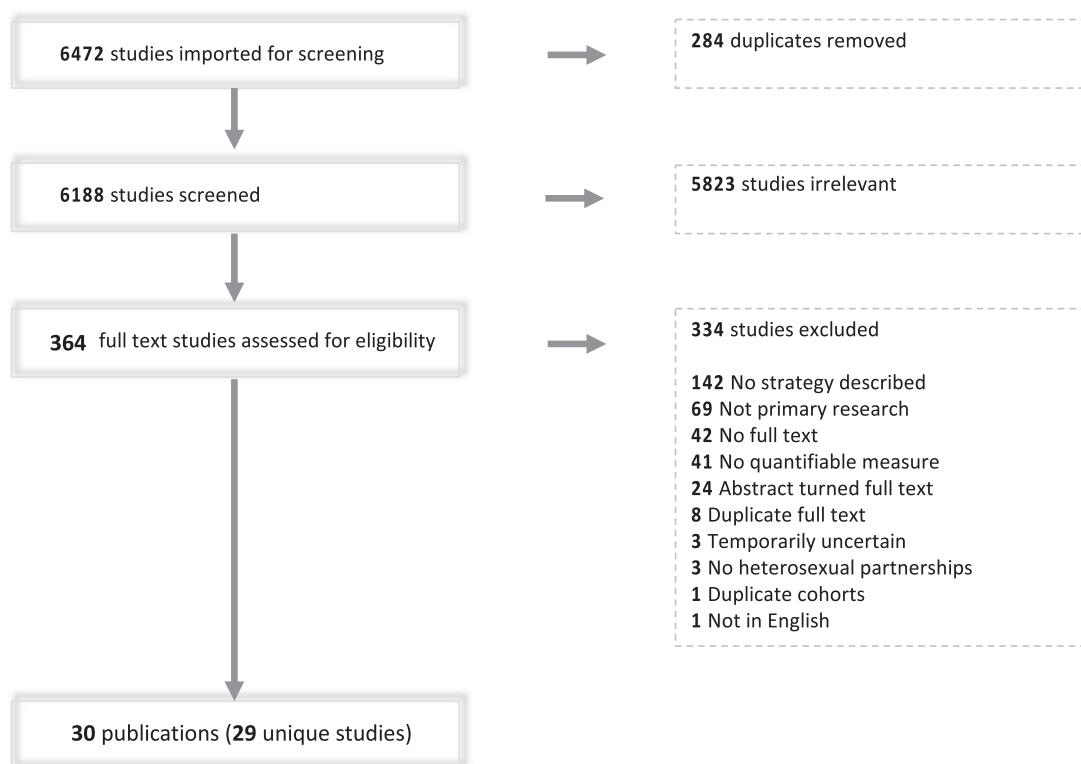 6472 studies imported for screening
284 duplicates removed
6188 studies screened
5823 studies irrelevant
364 full text studies assessed for eligibility
334 studies excluded
142 No strategy described
69 Not primary research
42 No full text
41 No quantifiable measure
24 Abstract turned full text
8 Duplicate full text
3 Temporarily uncertain
3 No heterosexual partnerships
1 Duplicate cohorts
1 Not in English
30 publications (29 unique studies)